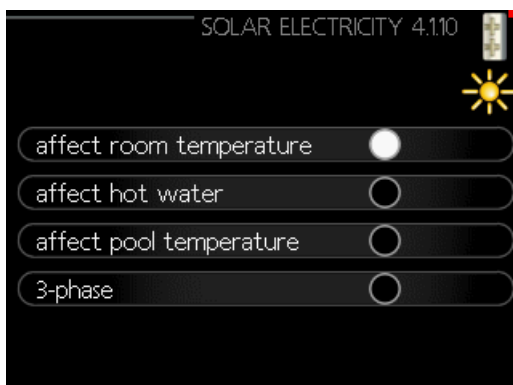 SOLAR ELECTRICITY 4.1.10
affect room temperature
affect hot water
affect pool temperature
3-phase